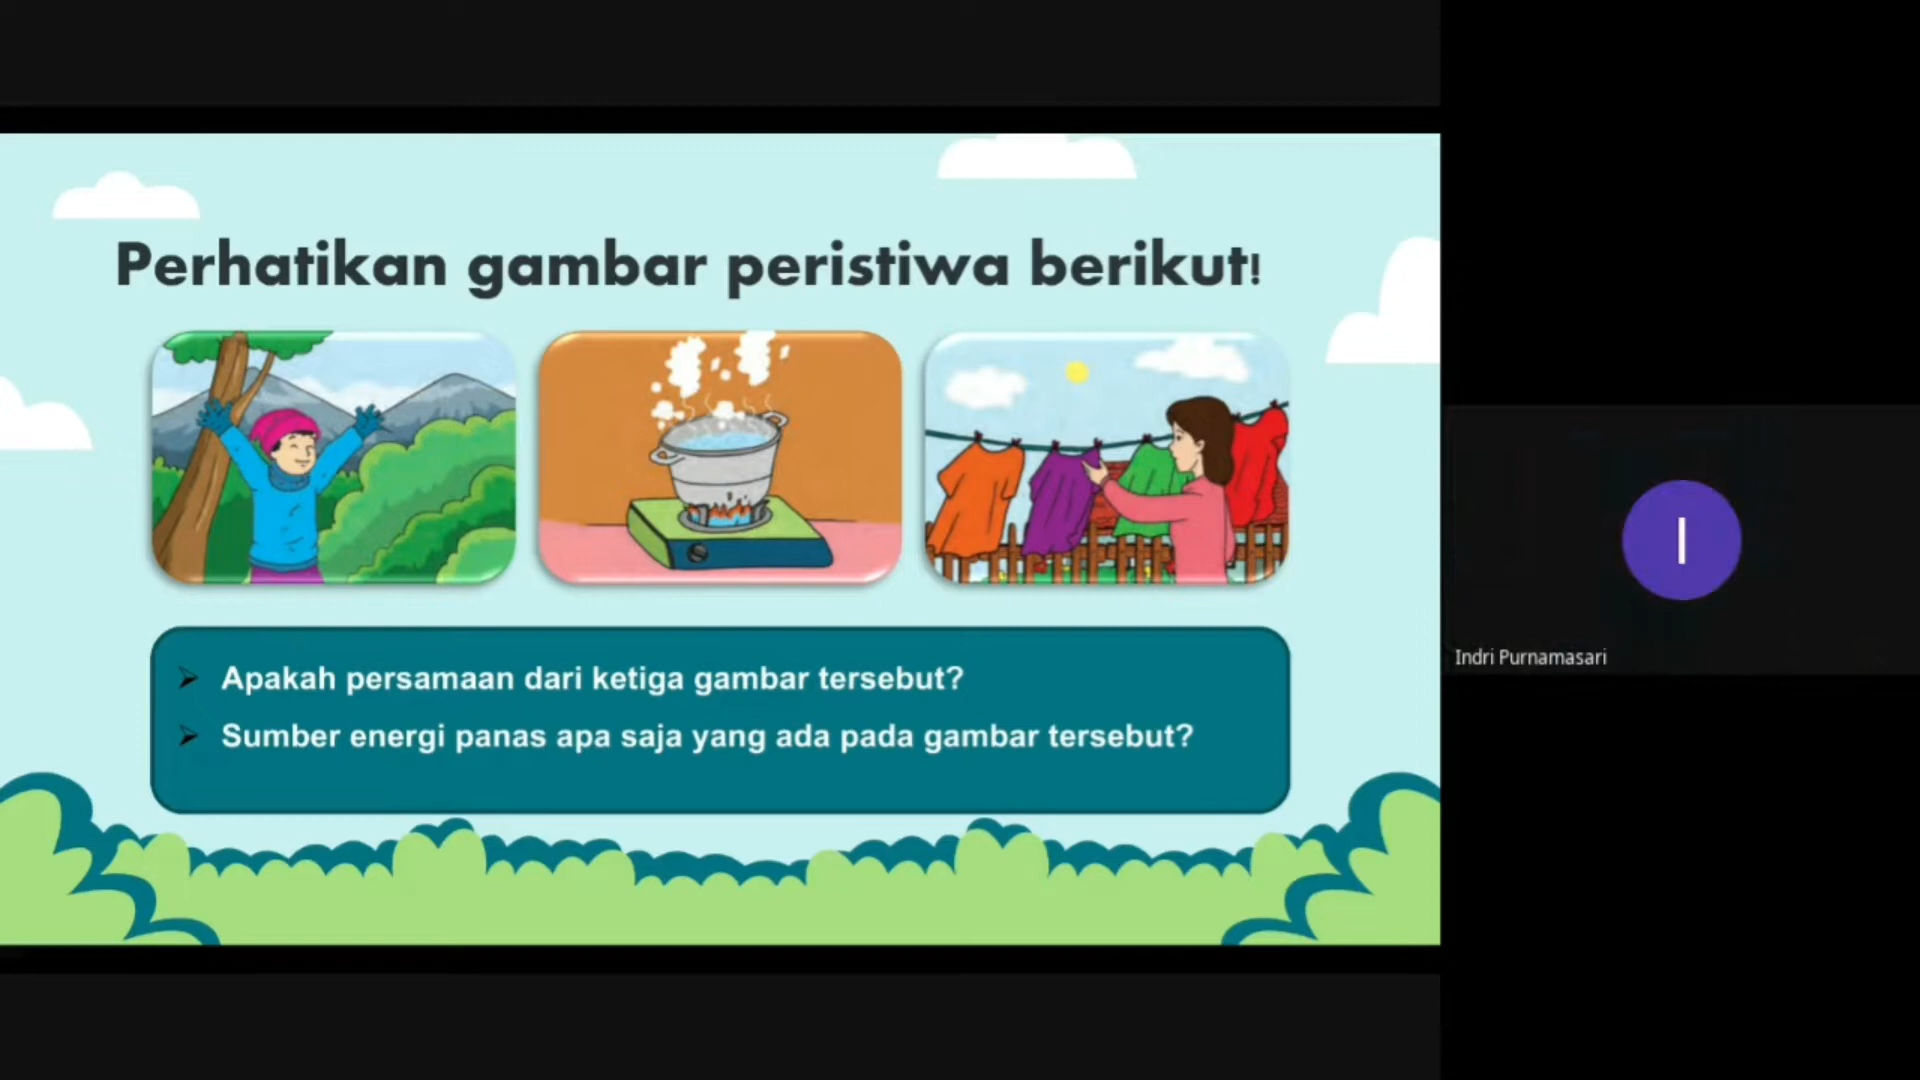 Perhatikan gambar peristiwa berikut!
➢ Apakah persamaan dari ketiga gambar tersebut?
➢ Sumber energi panas apa saja yang ada pada gambar tersebut?
I
Indri Purnamasari